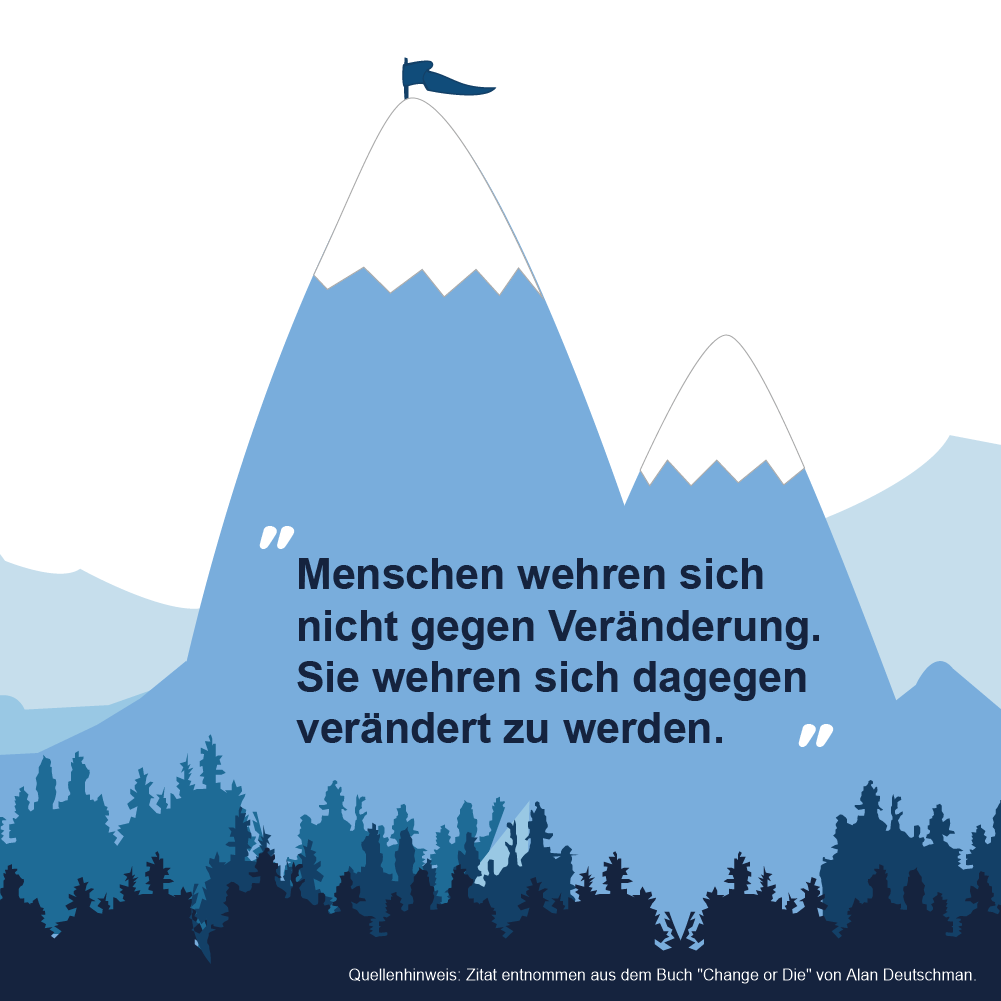 "Menschen wehren sich
nicht gegen Veränderung.
Sie wehren sich dagegen
verändert zu werden."
Quellenhinweis: Zitat entnommen aus dem Buch "Change or Die" von Alan Deutschman.